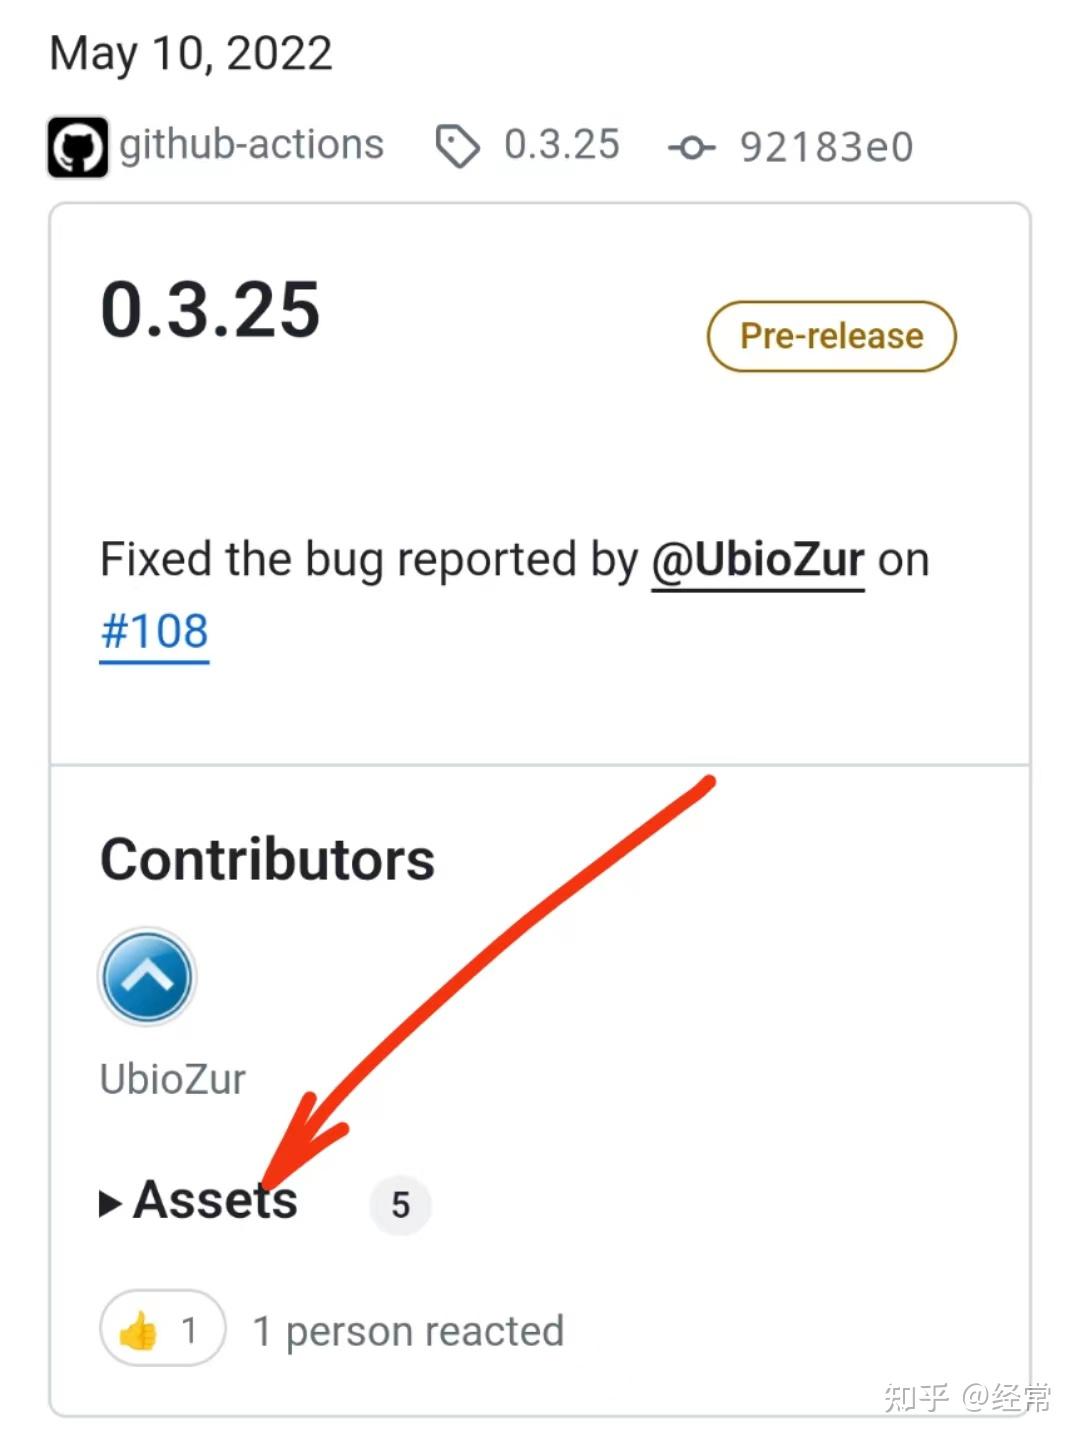 May 10, 2022
github-actions 0.3.25 92183e0
0.3.25
Pre-release
Fixed the bug reported by @UbioZur on
#108
Contributors
UbioZur
Assets 5
👍 1 1 person reacted
知乎 @经常